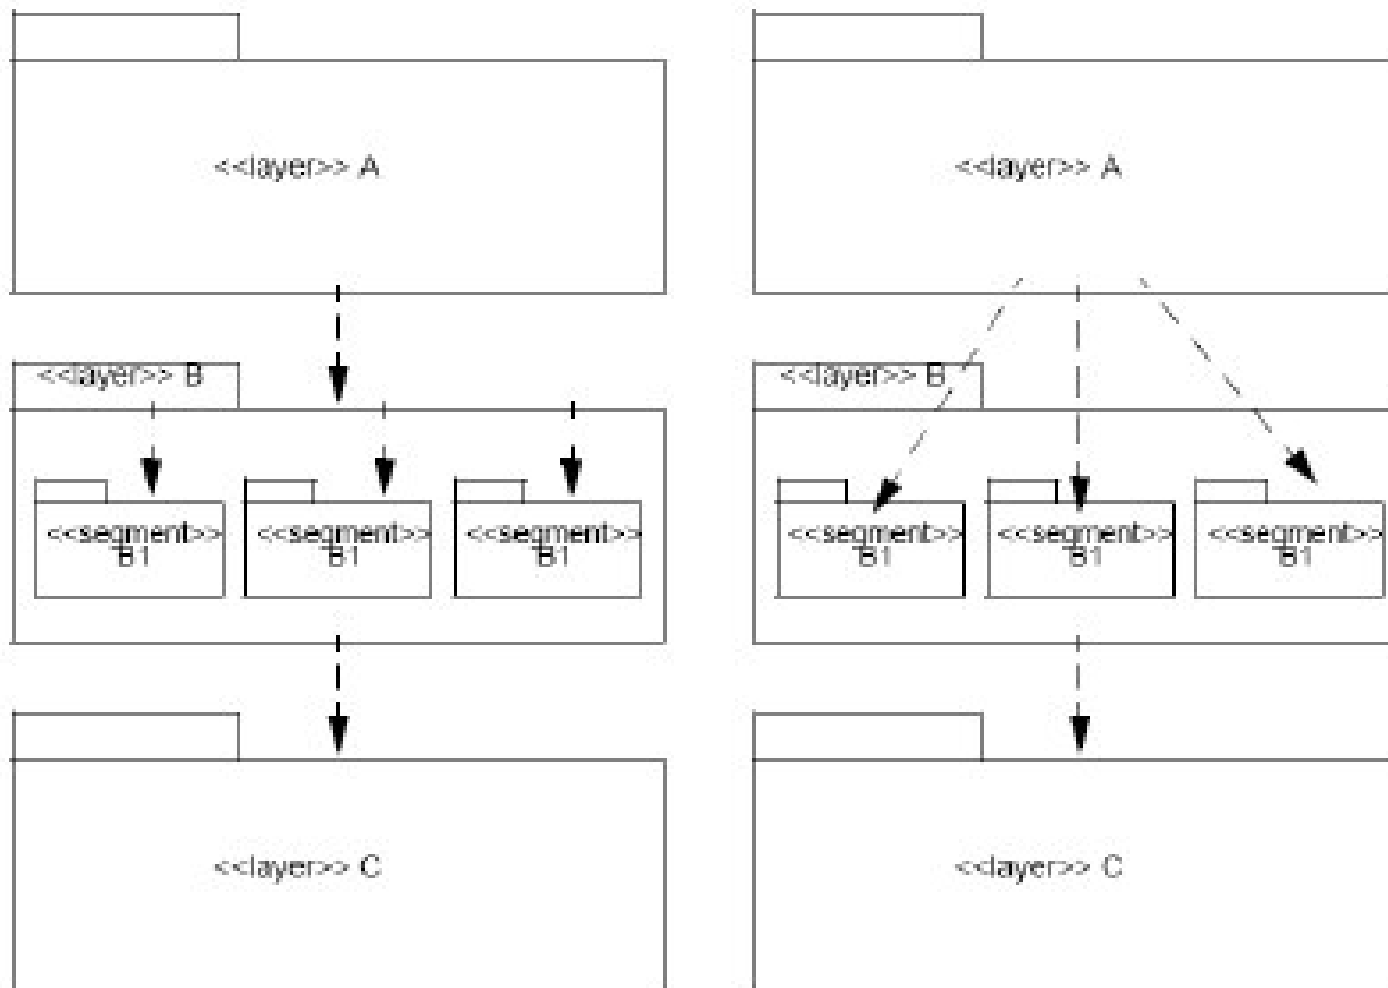 <<layer>> A
<<layer>> A
<<layer>> B
<<layer>> B
<<segment>>
B1
<<segment>>
B1
<<segment>>
B1
<<segment>>
B1
<<segment>>
B1
<<segment>>
B1
<<layer>> C
<<layer>> C